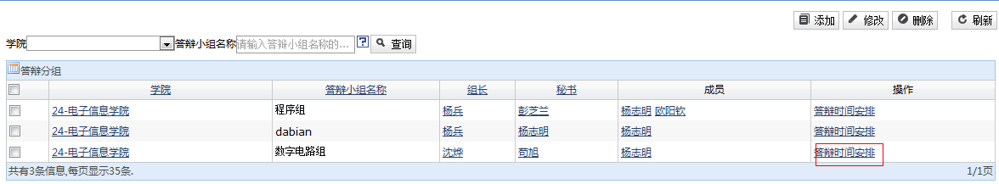 添加 修改 删除 刷新
学院 答辩小组名称 请输入答辩小组名称的... ? 查询
答辩分组
学院 答辩小组名称 组长 秘书 成员 操作
24-电子信息学院 程序组 杨兵 彭芝兰 杨志明 欧阳钦 答辩时间安排
24-电子信息学院 dabian 杨兵 杨志明 杨志明 答辩时间安排
24-电子信息学院 数字电路组 沈烨 荀旭 杨志明 答辩时间安排
共有3条信息,每页显示35条. 1/1页